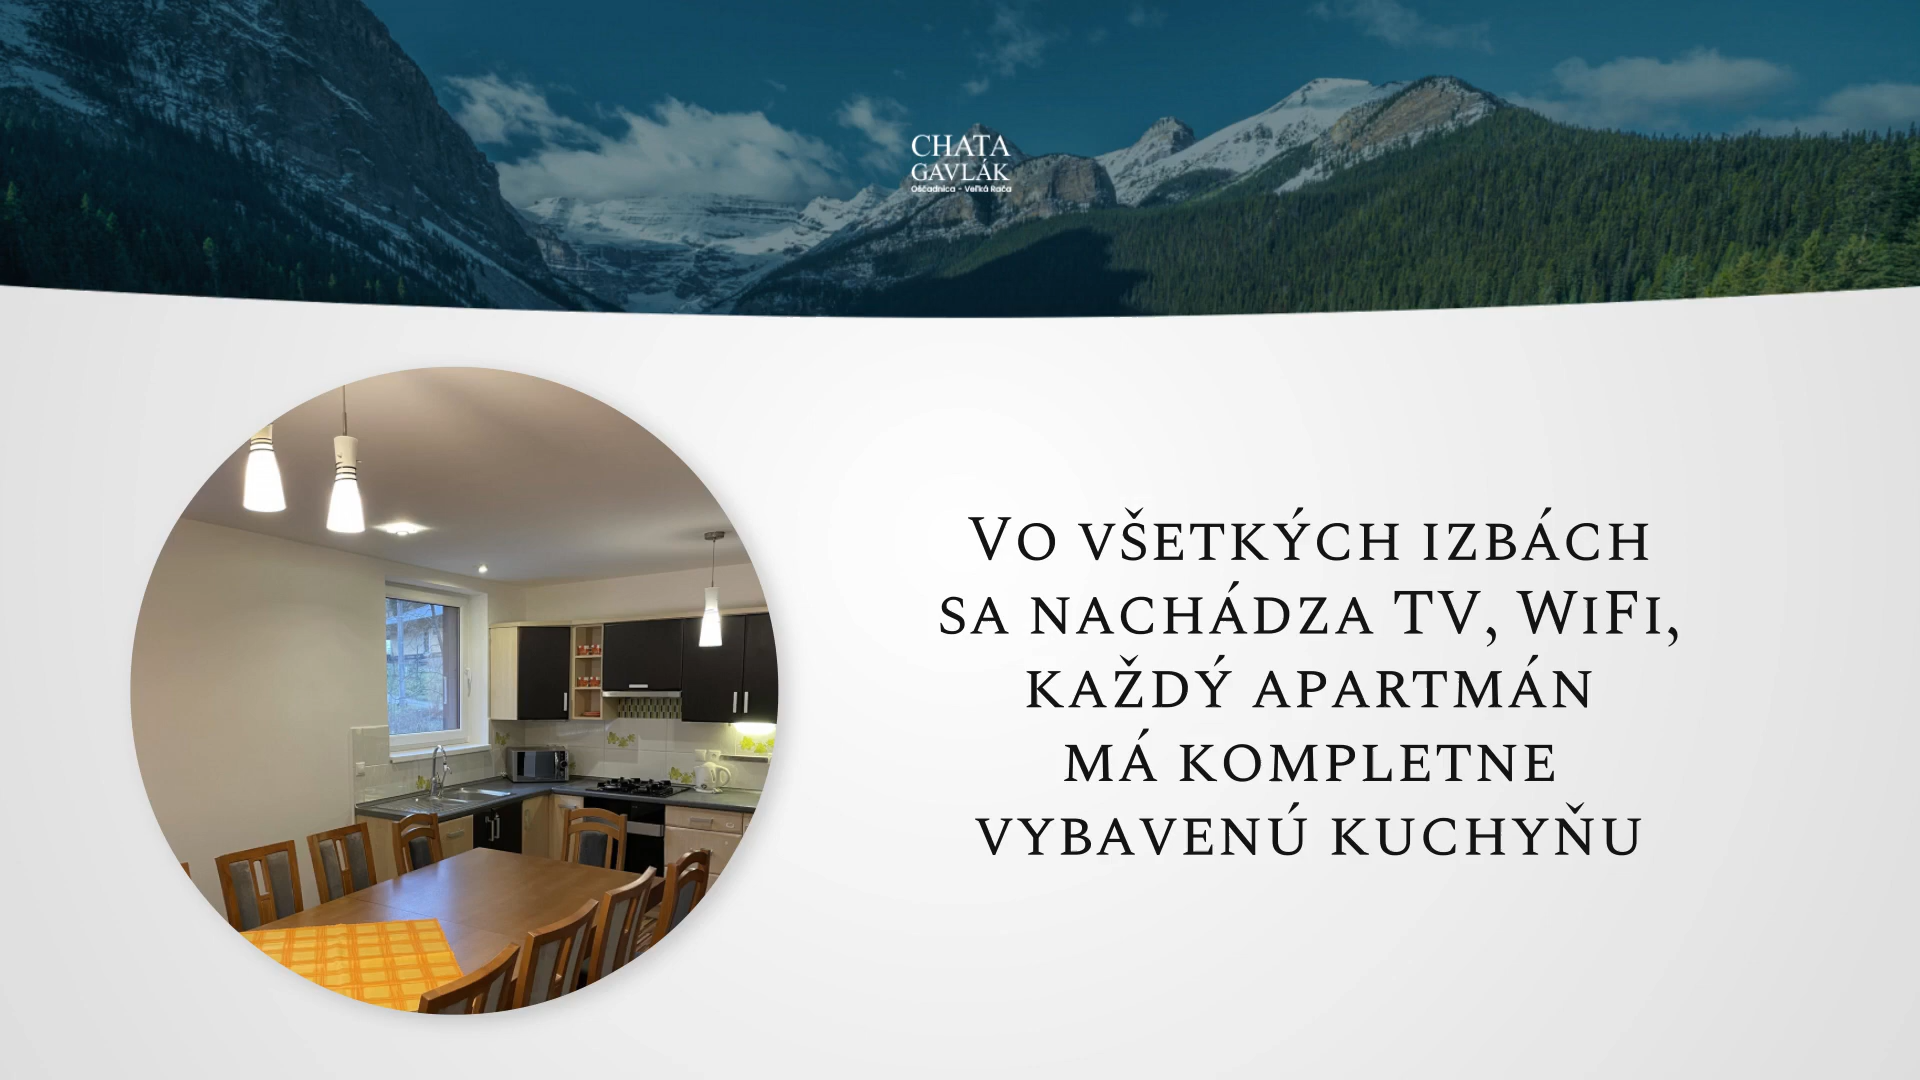 CHATA
GAVLÁK
Oščadnica - Veľká Rača
Vo všetkých izbách
sa nachádza TV, WiFi,
každý apartmán
má kompletne
vybavenú kuchyňu